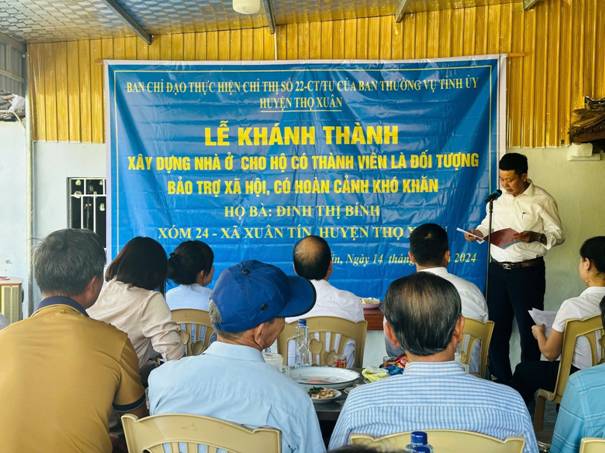 BAN CHỈ ĐẠO THỰC HIỆN CHỈ THỊ SỐ 22-CT/TU CỦA BAN THƯỜNG VỤ TỈNH ỦY
HUYỆN THỌ XUÂN
LỄ KHÁNH THÀNH
XÂY DỰNG NHÀ Ở CHO HỘ CÓ THÀNH VIÊN LÀ ĐỐI TƯỢNG
BẢO TRỢ XÃ HỘI, CÓ HOÀN CẢNH KHÓ KHĂN
HỘ BÀ: ĐINH THỊ BÍNH
XÓM 24 - XÃ XUÂN TÍN, HUYỆN THỌ
Ngày 14 2024